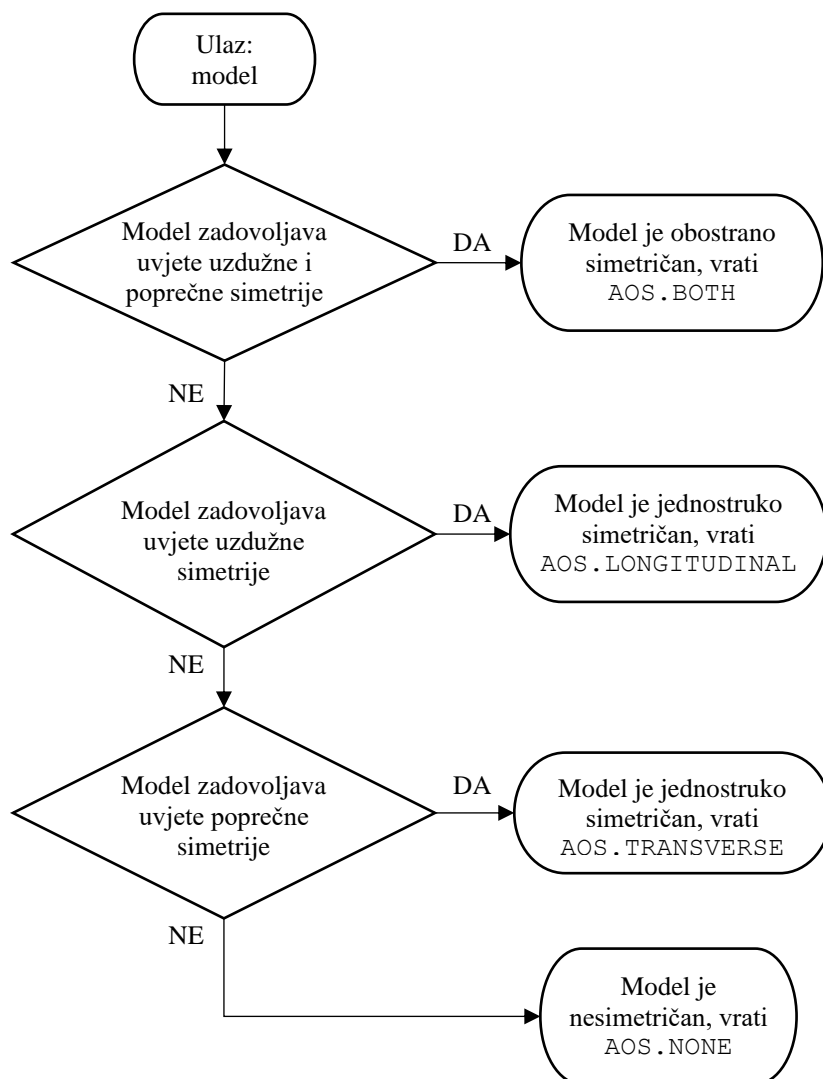 Ulaz:
model
Model zadovoljava
uvjete uzdužne i
poprečne simetrije
DA
Model je obostrano
simetričan, vrati
AOS.BOTH
NE
Model zadovoljava
uvjete uzdužne
simetrije
DA
Model je jednostruko
simetričan, vrati
AOS.LONGITUDINAL
NE
Model zadovoljava
uvjete poprečne
simetrije
DA
Model je jednostruko
simetričan, vrati
AOS.TRANSVERSE
NE
Model je
nesimetričan, vrati
AOS.NONE